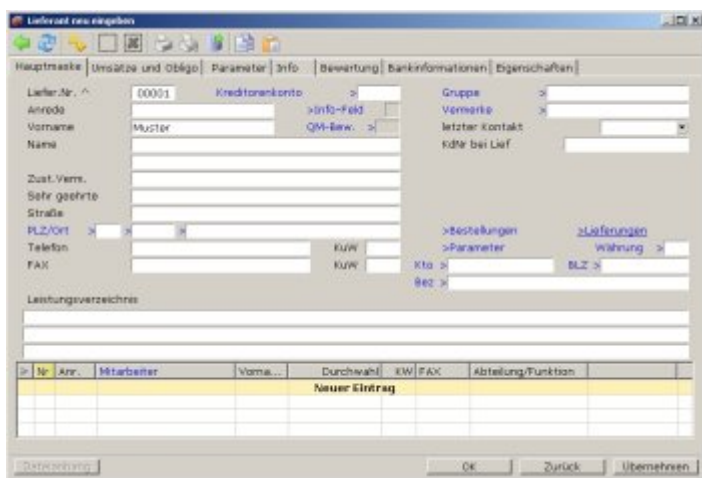 Lieferant neu eingeben
Hauptmaske Umsätze und Obligo Parameter Info Bewertung Bankinformationen Eigenschaften
Liefer.Nr. ^ 00001 Kreditorenkonto > Gruppe >
Anrede >Info-Feld Vermerke >
Vorname Muster QM-Bew. > letzter Kontakt
Name KdNr bei Lief
Zust.Verm.
Sehr geehrte
Straße
PLZ/Ort > > > >Bestellungen >Lieferungen
Telefon KuW >Parameter Währung >
FAX KuW Kto > BLZ >
Bez >
Leistungsverzeichnis
> Nr Anr. Mitarbeiter Vorna... Durchwahl KW FAX Abteilung/Funktion
Neuer Eintrag
Dateianhang OK Zurück Übernehmen